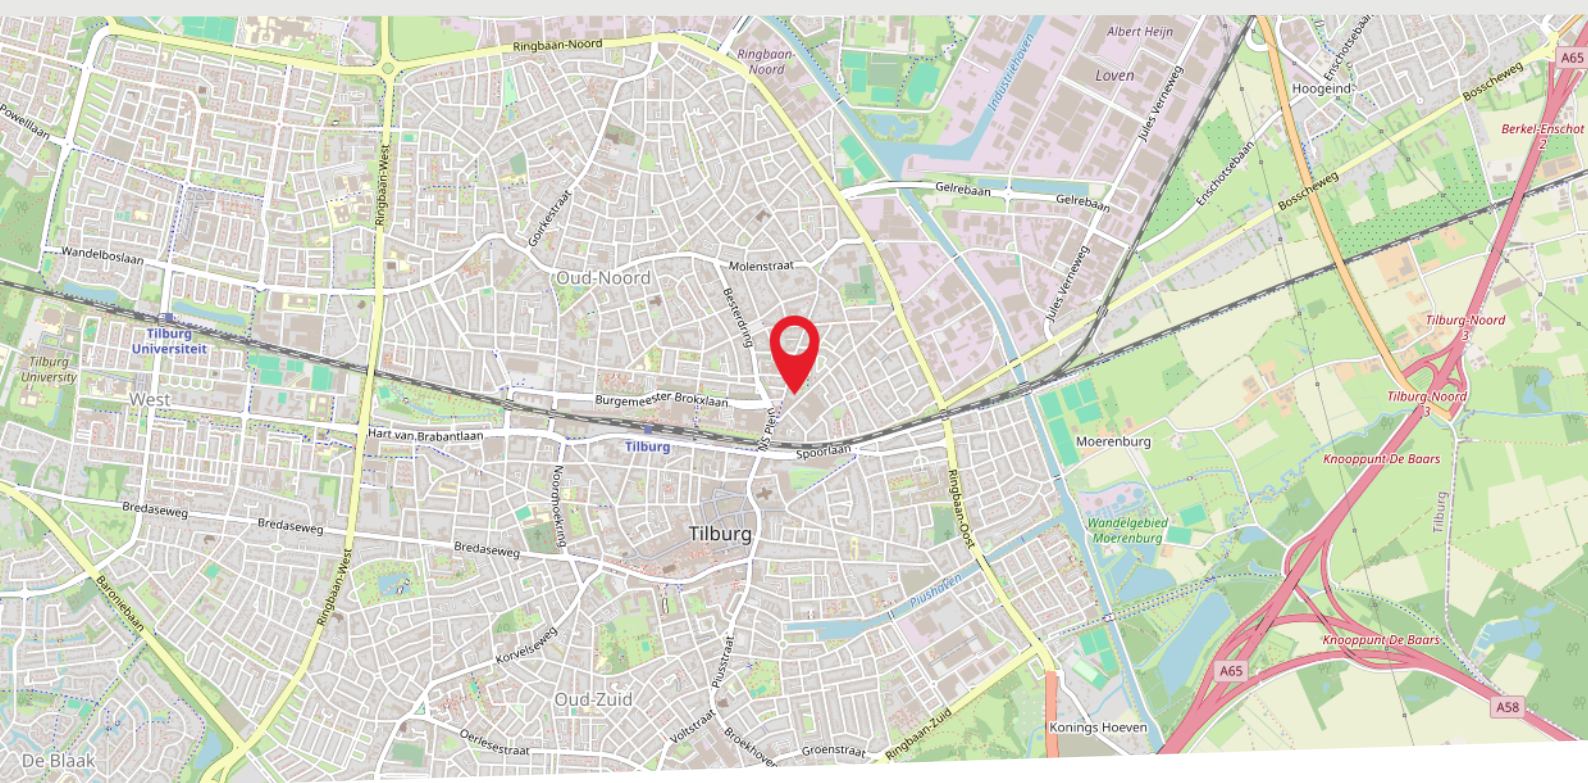 Ringbaan-Noord
Ringbaan-
Noord
Albert Heijn
Loven
Industriehaven
Jules Verneweg
Enschotsebaan
Hoogeind
Bosscheweg
A65
Berkel-Enschot
2
Powelllaan
Ringbaan-West
Goirkestraat
Gelrebaan
Gelrebaan
Enschotsebaan
Bosscheweg
Wandelboslaan
Oud-Noord
Molenstraat
Besterdring
Jules Verneweg
Tilburg
Universiteit
Tilburg-Noord
3
Tilburg
University
West
Burgemeester Brokxlaan
Tilburg-Noord
3
Hart van Brabantlaan
Tilburg
NS Plein
Spoorlaan
Moerenburg
Knooppunt De Baars
Noordhoekring
Ringbaan-Oost
Tilburg
Bredaseweg
Bredaseweg
Bredaseweg
Tilburg
Wandelgebied
Moerenburg
Baroniebaan
Ringbaan-West
Piushaven
Korvelseweg
Piusstraat
Knooppunt De Baars
A65
Oud-Zuid
A58
Voltstraat
Ringbaan-Zuid
Konings Hoeven
Oerlesestraat
Broekhoven
Groenstraat
De Blaak